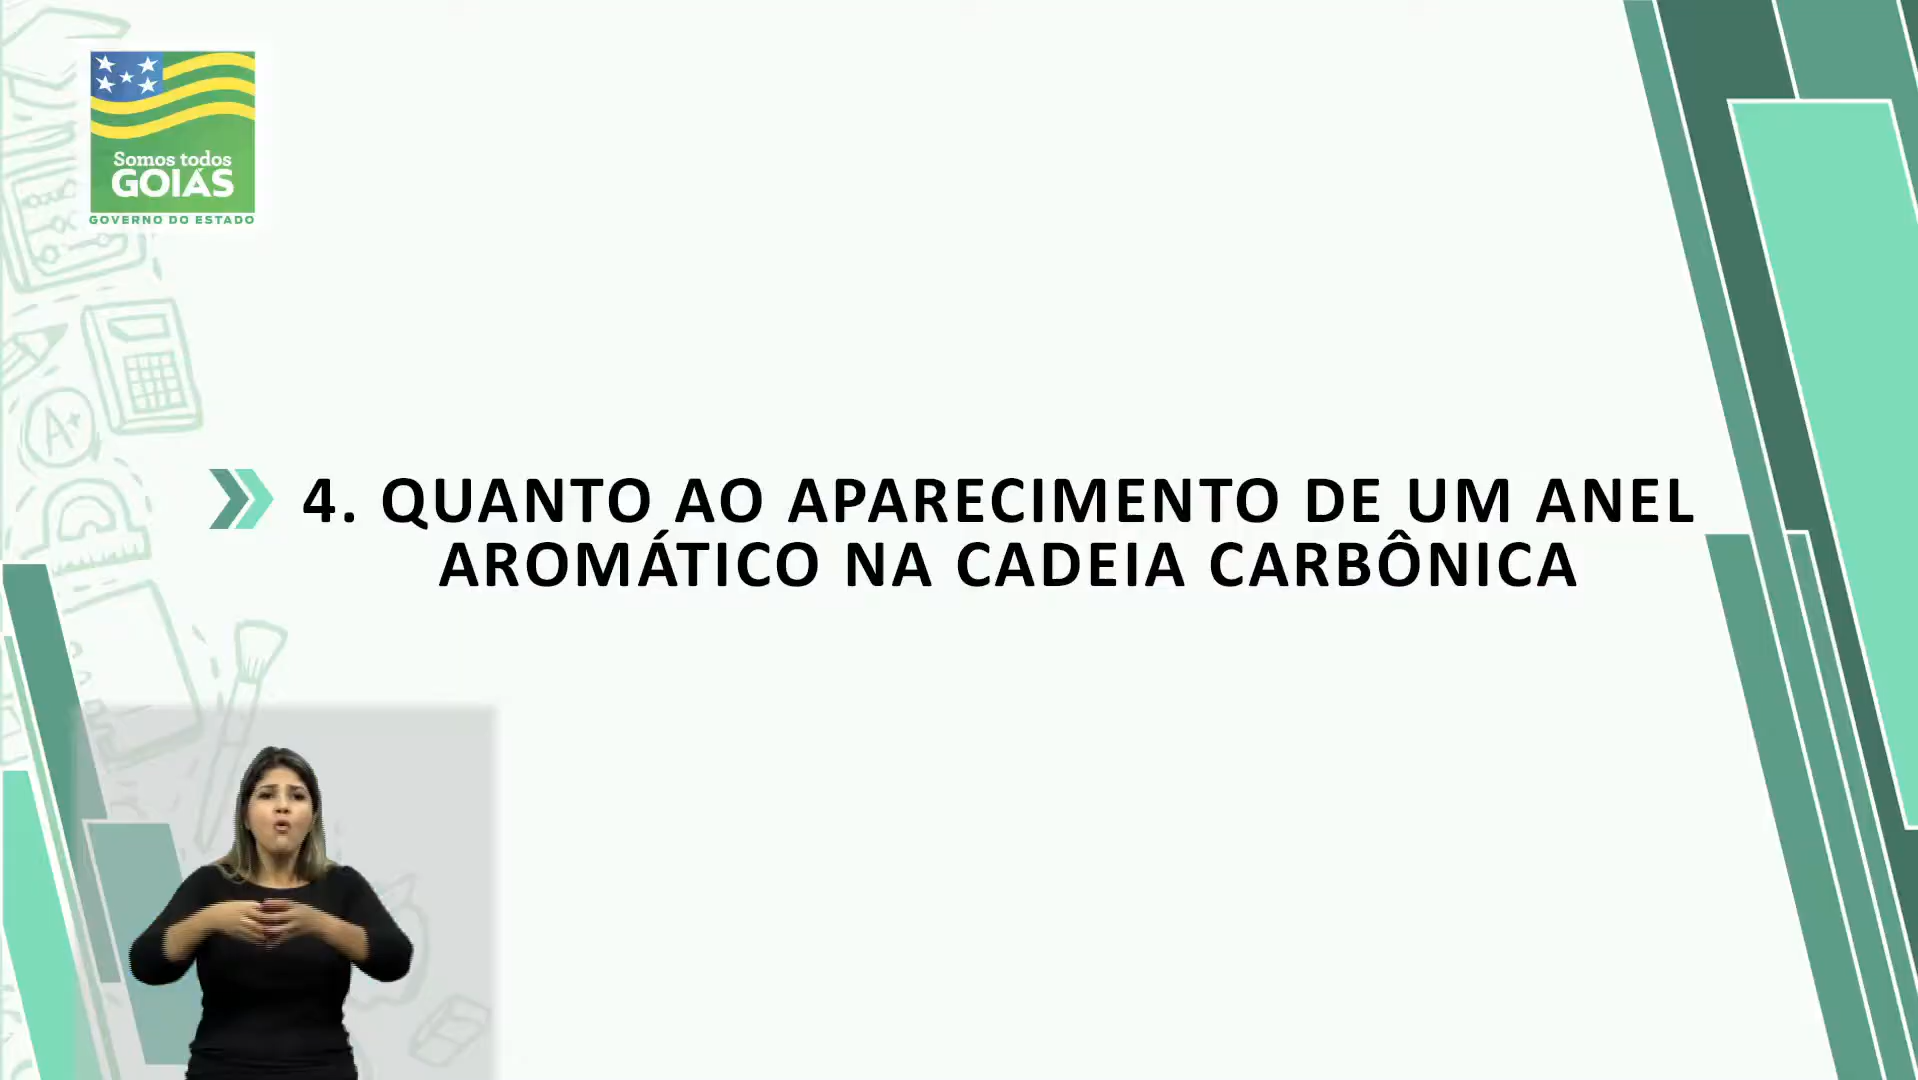 Somos todos
GOIÁS
GOVERNO DO ESTADO
A+
4. QUANTO AO APARECIMENTO DE UM ANEL
AROMÁTICO NA CADEIA CARBÔNICA